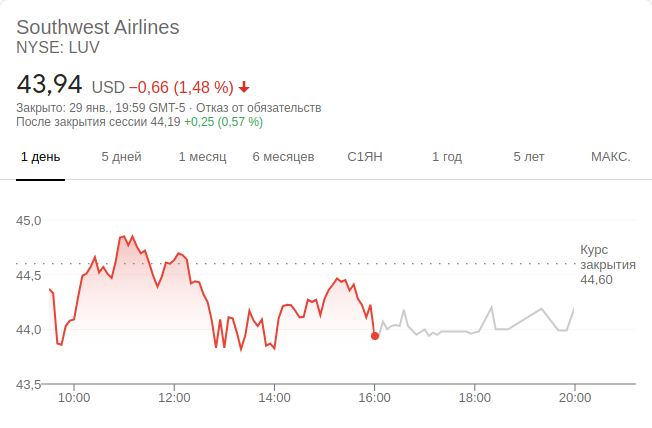 Southwest Airlines
NYSE: LUV
43,94 USD −0,66 (1,48 %)
Закрыто: 29 янв., 19:59 GMT-5 · Отказ от обязательств
После закрытия сессии 44,19 +0,25 (0,57 %)
1 день 5 дней 1 месяц 6 месяцев С1ЯН 1 год 5 лет МАКС.
45,0
Курс
закрытия
44,60
44,5
44,0
43,5
10:00 12:00 14:00 16:00 18:00 20:00